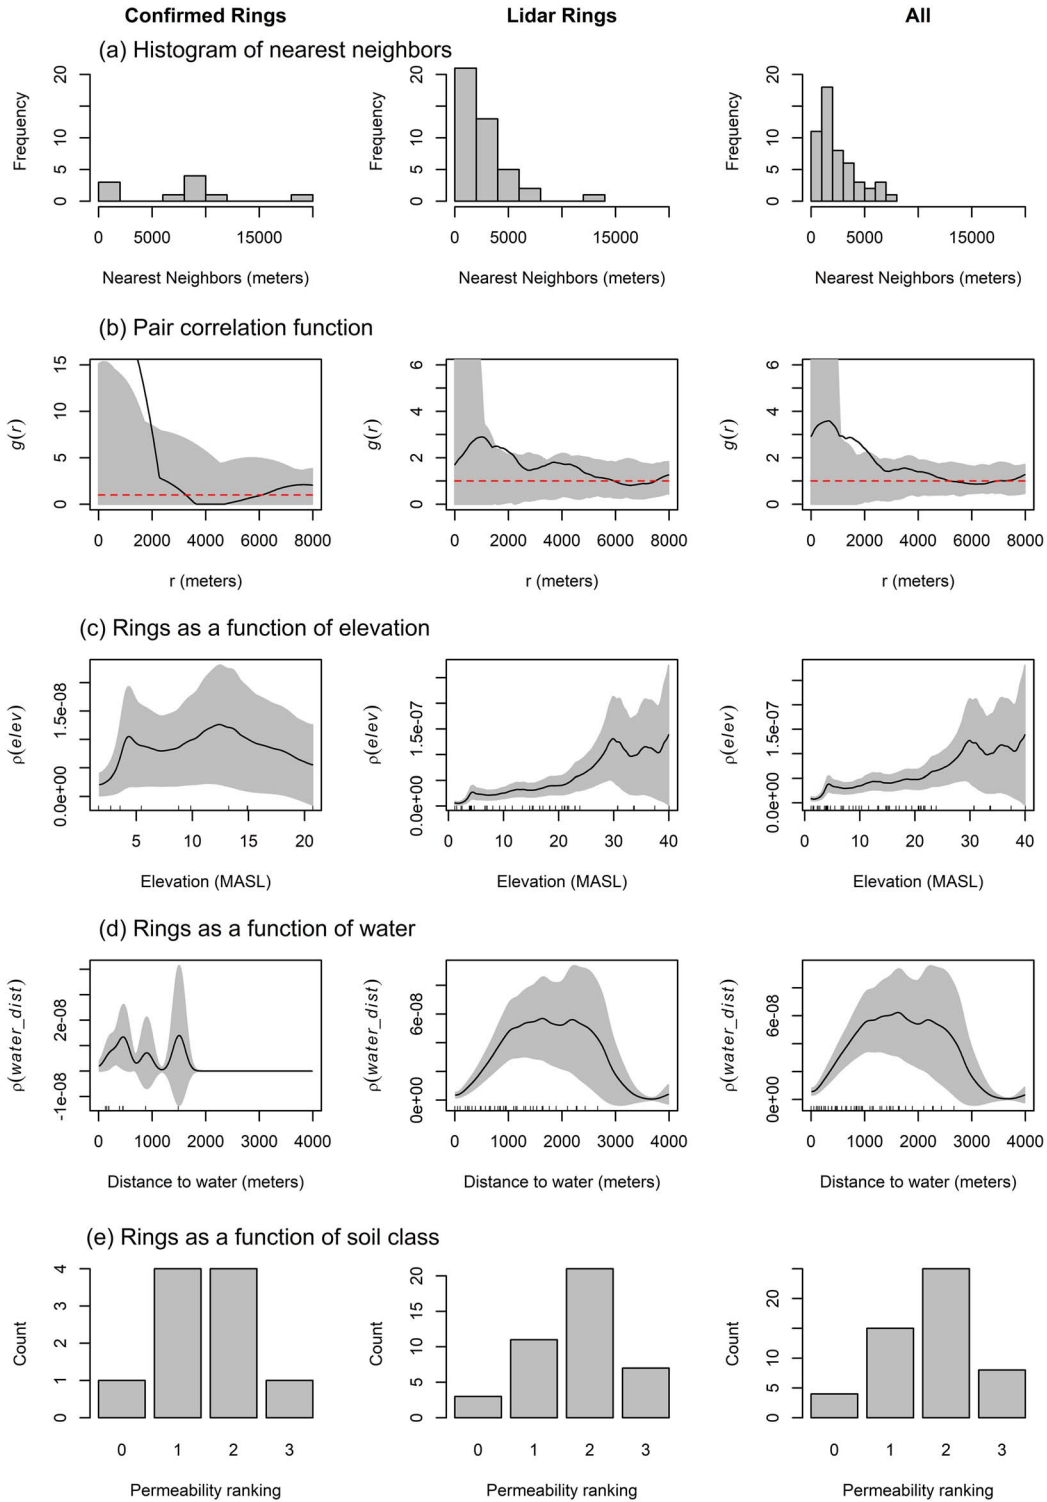 Confirmed Rings Lidar Rings All
(a) Histogram of nearest neighbors
Frequency Frequency Frequency
20 20 20
10 10 10
5 5 5
0 0 0
0 5000 15000 0 5000 15000 0 5000 15000
Nearest Neighbors (meters) Nearest Neighbors (meters) Nearest Neighbors (meters)
(b) Pair correlation function
g(r) g(r) g(r)
15 6 6
10 4 4
5 2 2
0 0 0
0 2000 4000 6000 8000 0 2000 4000 6000 8000 0 2000 4000 6000 8000
r (meters) r (meters) r (meters)
(c) Rings as a function of elevation
ρ(elev) ρ(elev) ρ(elev)
1.5e-08 1.5e-07 1.5e-07
0.0e+00 0.0e+00 0.0e+00
5 10 15 20 0 10 20 30 40 0 10 20 30 40
Elevation (MASL) Elevation (MASL) Elevation (MASL)
(d) Rings as a function of water
ρ(water_dist) ρ(water_dist) ρ(water_dist)
2e-08 6e-08 6e-08
-1e-08 0e+00 0e+00
0 1000 2000 3000 4000 0 1000 2000 3000 4000 0 1000 2000 3000 4000
Distance to water (meters) Distance to water (meters) Distance to water (meters)
(e) Rings as a function of soil class
Count Count Count
4 20 20
3 15
2 10 10
1 5 5
0 0 0
0 1 2 3 0 1 2 3 0 1 2 3
Permeability ranking Permeability ranking Permeability ranking